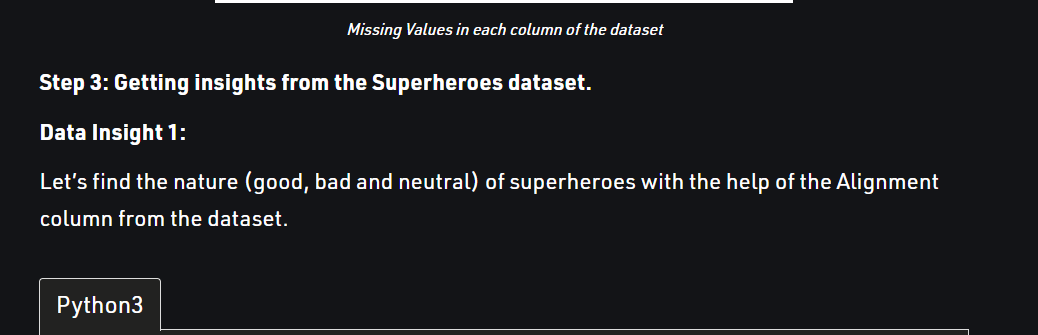 Missing Values in each column of the dataset
Step 3: Getting insights from the Superheroes dataset.
Data Insight 1:
Let’s find the nature (good, bad and neutral) of superheroes with the help of the Alignment
column from the dataset.
Python3